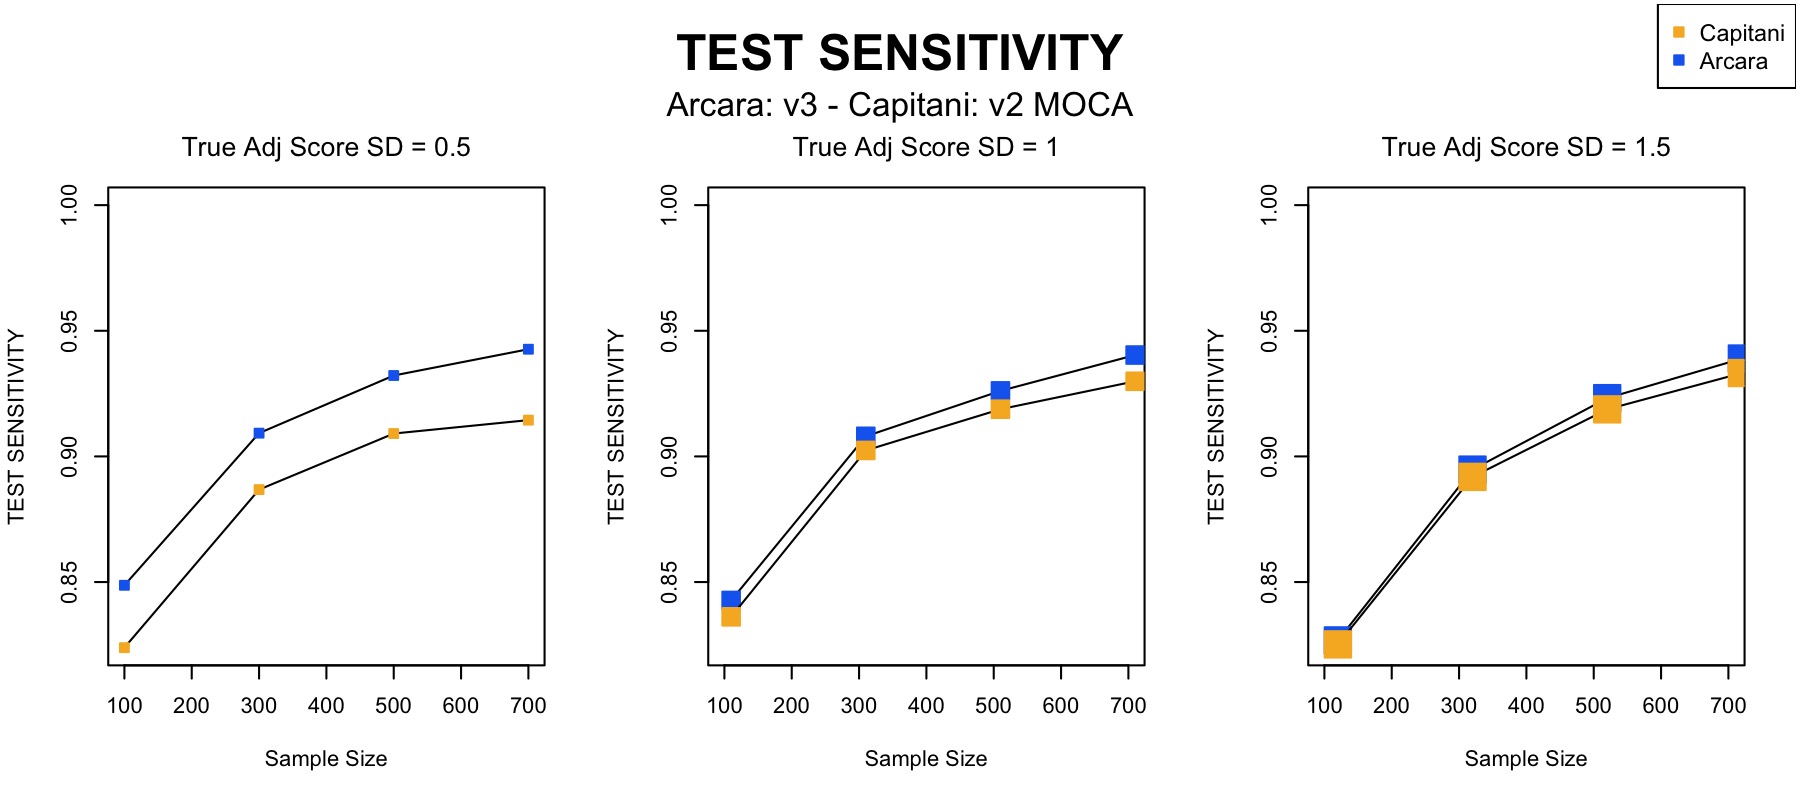 TEST SENSITIVITY
Arcara: v3 - Capitani: v2 MOCA
Capitani
Arcara
True Adj Score SD = 0.5
TEST SENSITIVITY
1.00
0.95
0.90
0.85
100 200 300 400 500 600 700
Sample Size
True Adj Score SD = 1
TEST SENSITIVITY
1.00
0.95
0.90
0.85
100 200 300 400 500 600 700
Sample Size
True Adj Score SD = 1.5
TEST SENSITIVITY
1.00
0.95
0.90
0.85
100 200 300 400 500 600 700
Sample Size